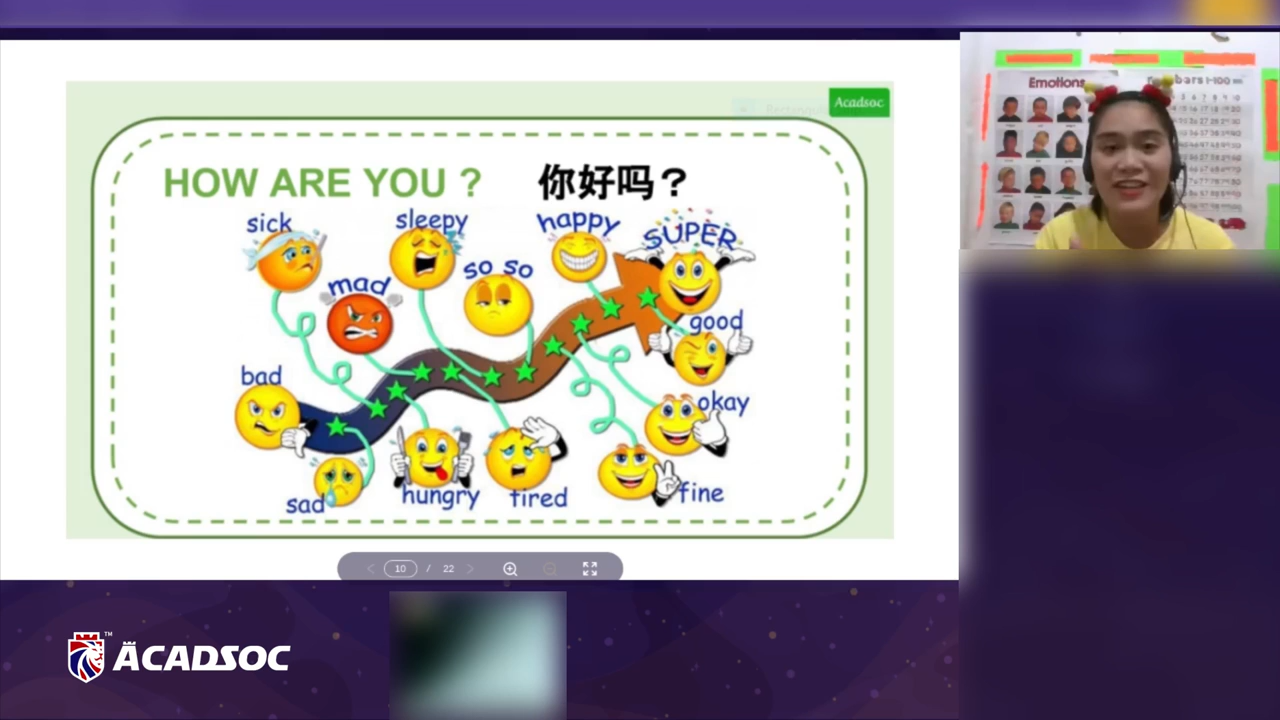 Acadsoc
HOW ARE YOU ? 你好吗?
sick
sleepy
happy
SUPER
mad
so so
good
bad
okay
sad
hungry
tired
fine
10 / 22
ACADSOC
TM
Emotions